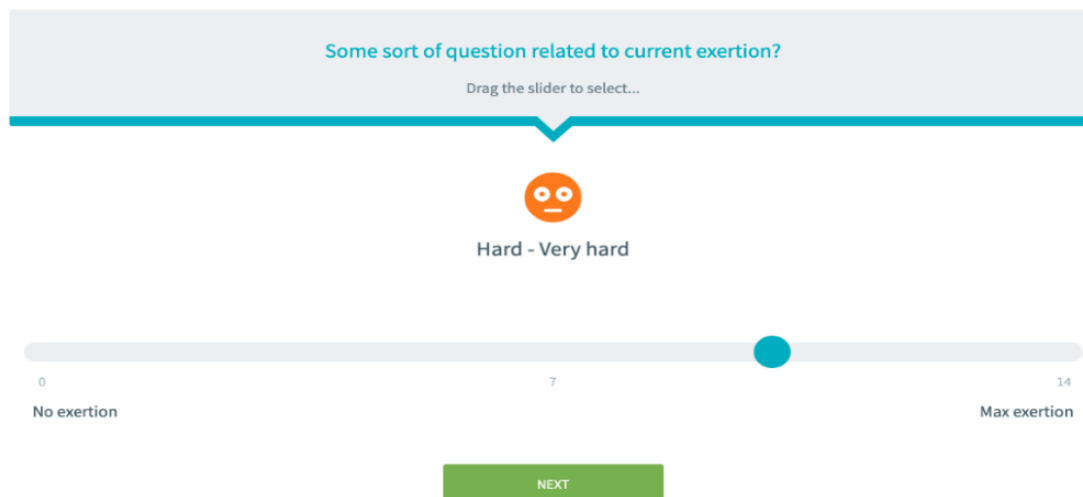 Some sort of question related to current exertion?
Drag the slider to select...
Hard - Very hard
0 7 14
No exertion Max exertion
NEXT